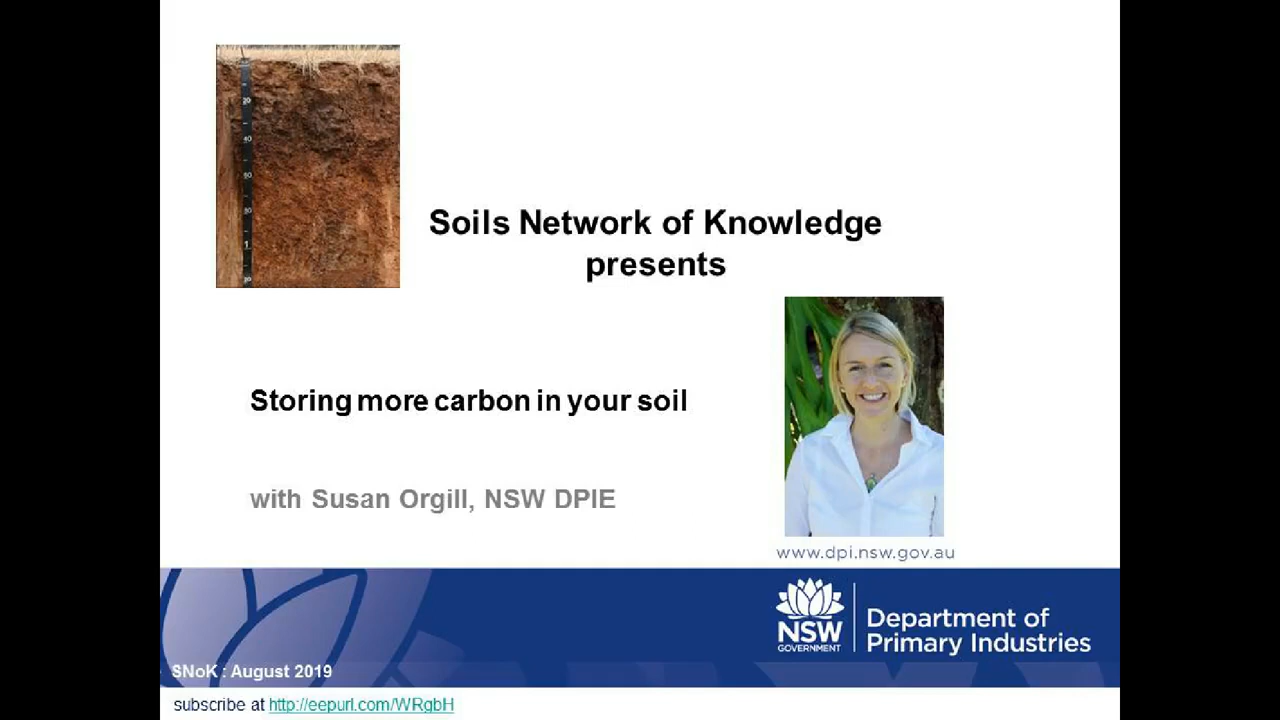 Soils Network of Knowledge
presents
Storing more carbon in your soil
with Susan Orgill, NSW DPIE
www.dpi.nsw.gov.au
NSW
GOVERNMENT
Department of
Primary Industries
SNoK : August 2019
subscribe at http://eepurl.com/WRgbH